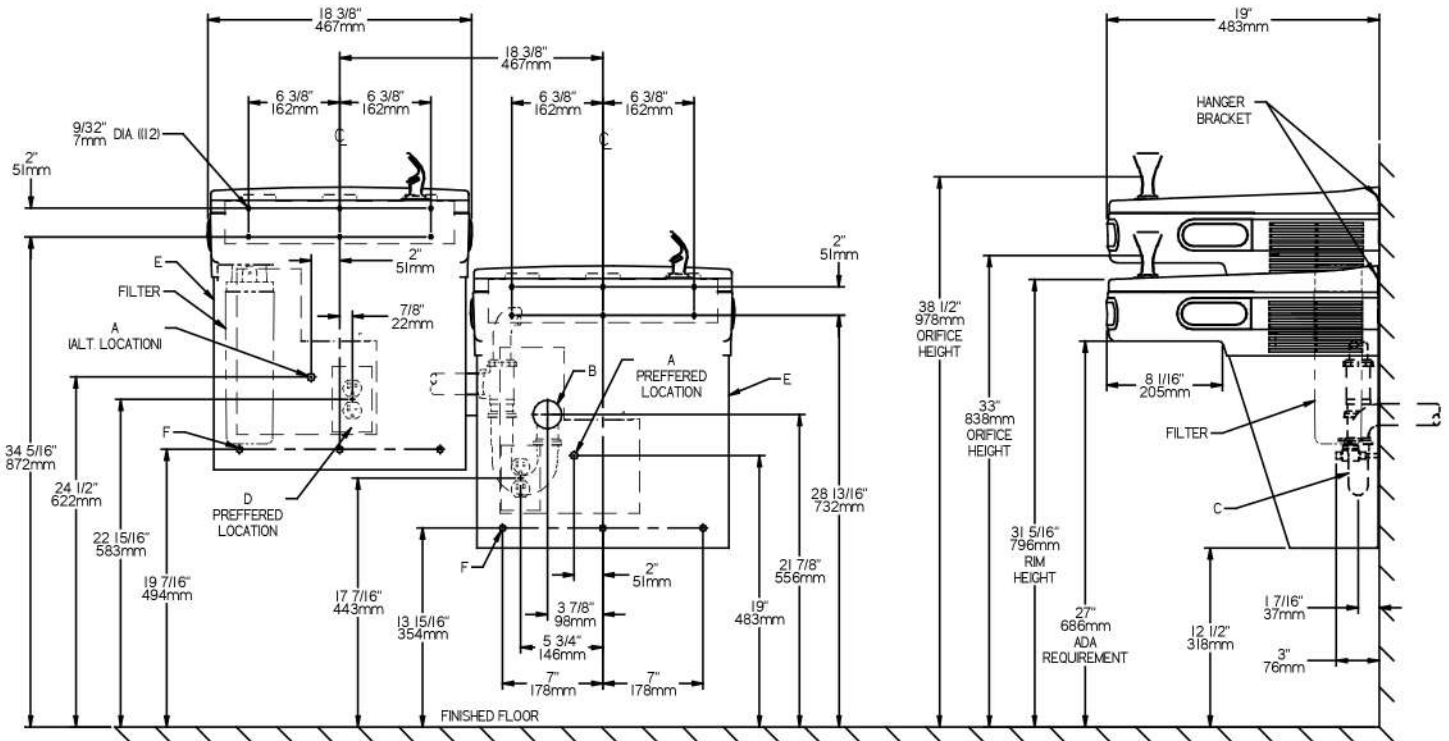 18 3/8"
467mm
18 3/8"
467mm
6 3/8"
162mm
6 3/8"
162mm
6 3/8"
162mm
6 3/8"
162mm
9/32"
7mm DIA. (12)
2"
51mm
C
L
C
L
E
FILTER
A
(ALT. LOCATION)
2"
51mm
7/8"
22mm
2"
51mm
B
A
PREFFERED
LOCATION
E
F
34 5/16"
872mm
24 1/2"
622mm
22 15/16"
583mm
19 7/16"
494mm
D
PREFFERED
LOCATION
F
17 7/16"
443mm
13 15/16"
354mm
2"
51mm
3 7/8"
98mm
5 3/4"
146mm
7"
178mm
7"
178mm
19"
483mm
21 7/8"
556mm
28 13/16"
732mm
FINISHED FLOOR
19"
483mm
HANGER
BRACKET
38 1/2"
978mm
ORIFICE
HEIGHT
33"
838mm
ORIFICE
HEIGHT
8 1/16"
205mm
FILTER
C
31 5/16"
796mm
RIM
HEIGHT
27"
686mm
ADA
REQUIREMENT
12 1/2"
318mm
1 7/16"
37mm
3"
76mm